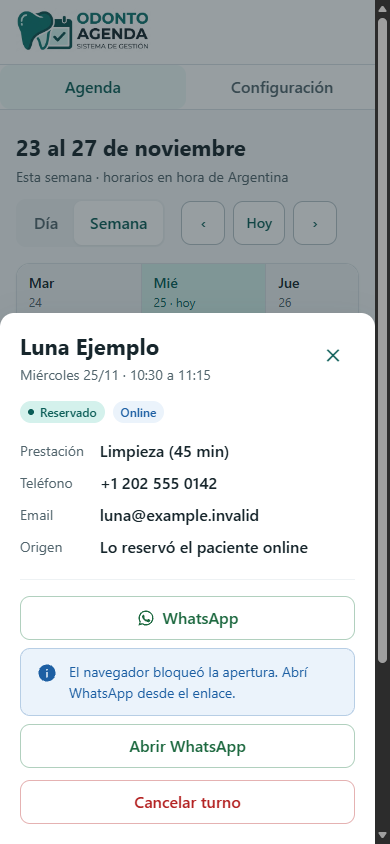 ODONTO
AGENDA
SISTEMA DE GESTIÓN
Agenda
Configuración
23 al 27 de noviembre
Esta semana · horarios en hora de Argentina
Día
Semana
‹
Hoy
›
Mar
24
Mié
25 · hoy
Jue
26
Luna Ejemplo
Miércoles 25/11 · 10:30 a 11:15
Reservado
Online
Prestación Limpieza (45 min)
Teléfono +1 202 555 0142
Email luna@example.invalid
Origen Lo reservó el paciente online
WhatsApp
El navegador bloqueó la apertura. Abrí
WhatsApp desde el enlace.
Abrir WhatsApp
Cancelar turno